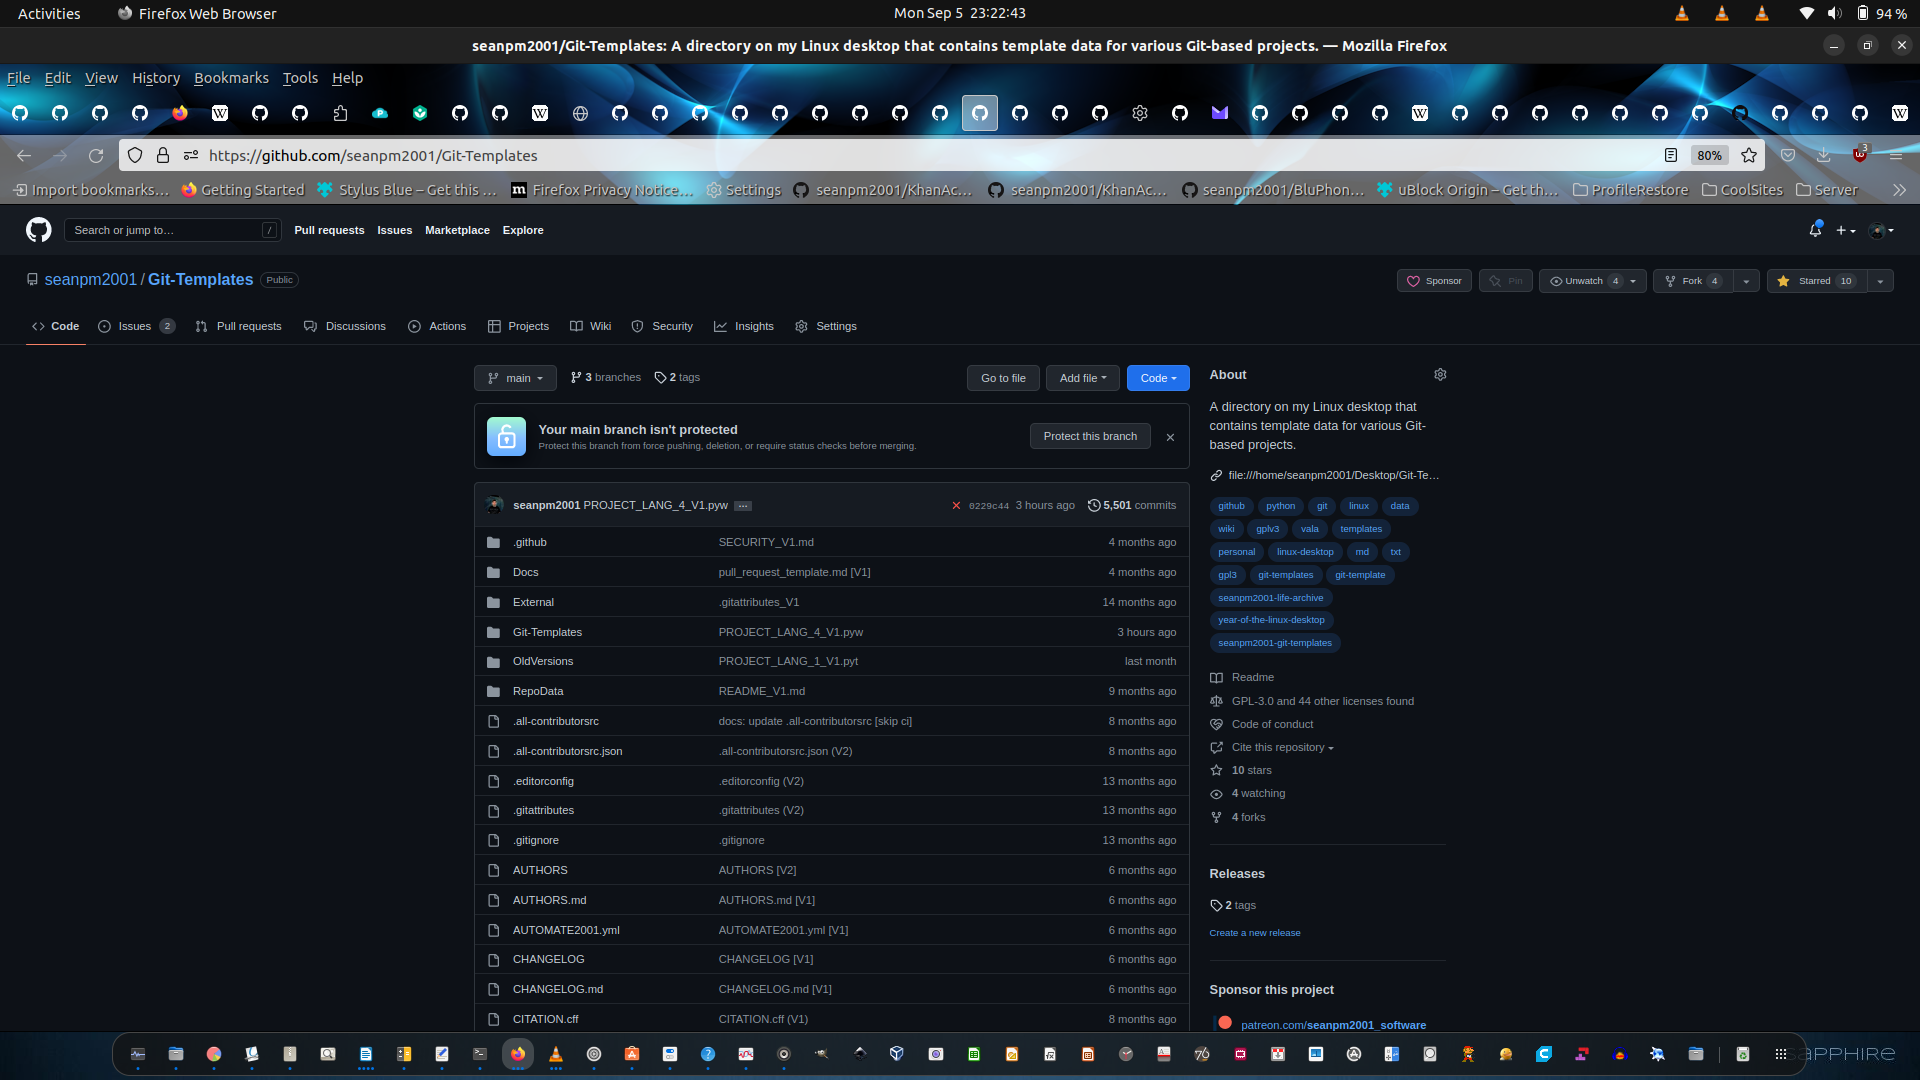 Activities
Firefox Web Browser
Mon Sep 5 23:22:43
94 %
seanpm2001/Git-Templates: A directory on my Linux desktop that contains template data for various Git-based projects. — Mozilla Firefox
File Edit View History Bookmarks Tools Help
https://github.com/seanpm2001/Git-Templates
80%
3
Import bookmarks…
Getting Started
Stylus Blue – Get this …
Firefox Privacy Notice…
Settings
seanpm2001/KhanAc…
seanpm2001/KhanAc…
seanpm2001/BluPhon…
uBlock Origin – Get th…
ProfileRestore
CoolSites
Server
Search or jump to…
/
Pull requests
Issues
Marketplace
Explore
seanpm2001 / Git-Templates
Public
Sponsor
Pin
Unwatch 4
Fork 4
Starred 10
Code
Issues 2
Pull requests
Discussions
Actions
Projects
Wiki
Security
Insights
Settings
main
3 branches
2 tags
Go to file
Add file
Code
Your main branch isn't protected
Protect this branch from force pushing, deletion, or require status checks before merging.
Protect this branch
seanpm2001 PROJECT_LANG_4_V1.pyw …
0229c44 3 hours ago
5,501 commits
.github SECURITY_V1.md 4 months ago
Docs pull_request_template.md [V1] 4 months ago
External .gitattributes_V1 14 months ago
Git-Templates PROJECT_LANG_4_V1.pyw 3 hours ago
OldVersions PROJECT_LANG_1_V1.pyt last month
RepoData README_V1.md 9 months ago
.all-contributorsrc docs: update .all-contributorsrc [skip ci] 8 months ago
.all-contributorsrc.json .all-contributorsrc.json (V2) 8 months ago
.editorconfig .editorconfig (V2) 13 months ago
.gitattributes .gitattributes (V2) 13 months ago
.gitignore .gitignore 13 months ago
AUTHORS AUTHORS [V2] 6 months ago
AUTHORS.md AUTHORS.md [V1] 6 months ago
AUTOMATE2001.yml AUTOMATE2001.yml [V1] 6 months ago
CHANGELOG CHANGELOG [V1] 6 months ago
CHANGELOG.md CHANGELOG.md [V1] 6 months ago
CITATION.cff CITATION.cff (V1) 8 months ago
About
A directory on my Linux desktop that
contains template data for various Git-
based projects.
file:///home/seanpm2001/Desktop/Git-Te…
github python git linux data
wiki gplv3 vala templates
personal linux-desktop md txt
gpl3 git-templates git-template
seanpm2001-life-archive
year-of-the-linux-desktop
seanpm2001-git-templates
Readme
GPL-3.0 and 44 other licenses found
Code of conduct
Cite this repository
10 stars
4 watching
4 forks
Releases
2 tags
Create a new release
Sponsor this project
patreon.com/seanpm2001_software
SAPPHIRE